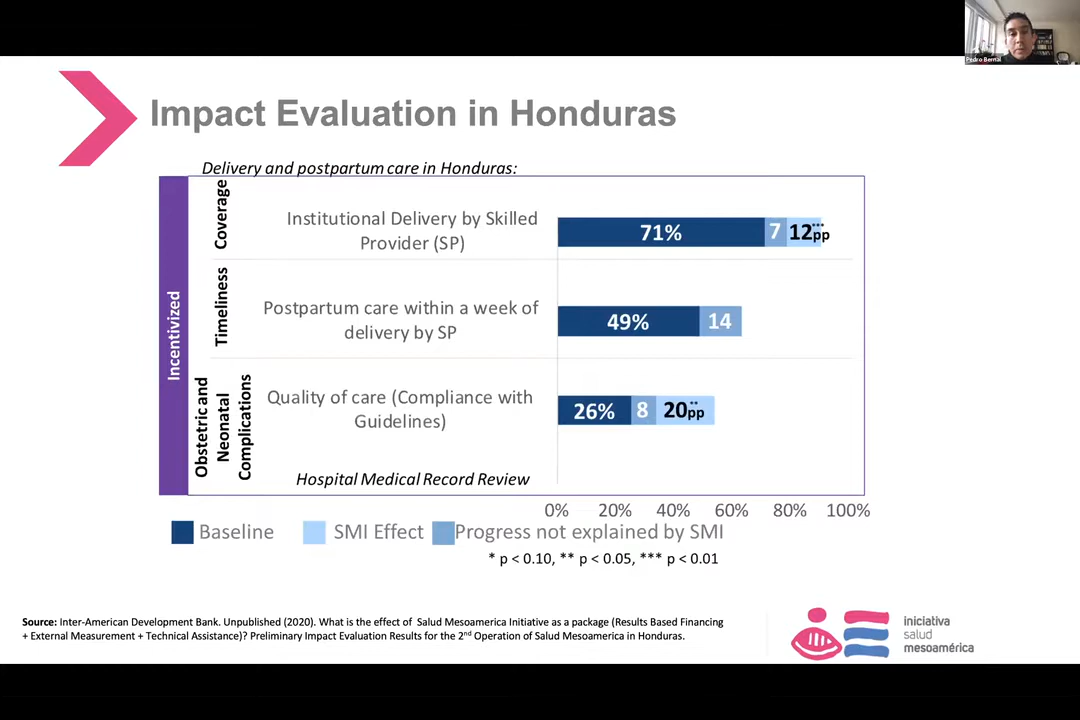 Pedro Bernal
Impact Evaluation in Honduras
Delivery and postpartum care in Honduras:
Incentivized
Coverage
Institutional Delivery by Skilled
Provider (SP)
71%
7
12pp***
Timeliness
Postpartum care within a week of
delivery by SP
49%
14
Obstetric and
Neonatal
Complications
Quality of care (Compliance with
Guidelines)
26%
8
20pp**
Hospital Medical Record Review
0% 20% 40% 60% 80% 100%
Baseline SMI Effect Progress not explained by SMI
* p < 0.10, ** p < 0.05, *** p < 0.01
Source: Inter-American Development Bank. Unpublished (2020). What is the effect of Salud Mesoamerica Initiative as a package (Results Based Financing
+ External Measurement + Technical Assistance)? Preliminary Impact Evaluation Results for the 2nd Operation of Salud Mesoamerica in Honduras.
iniciativa
salud
mesoamérica